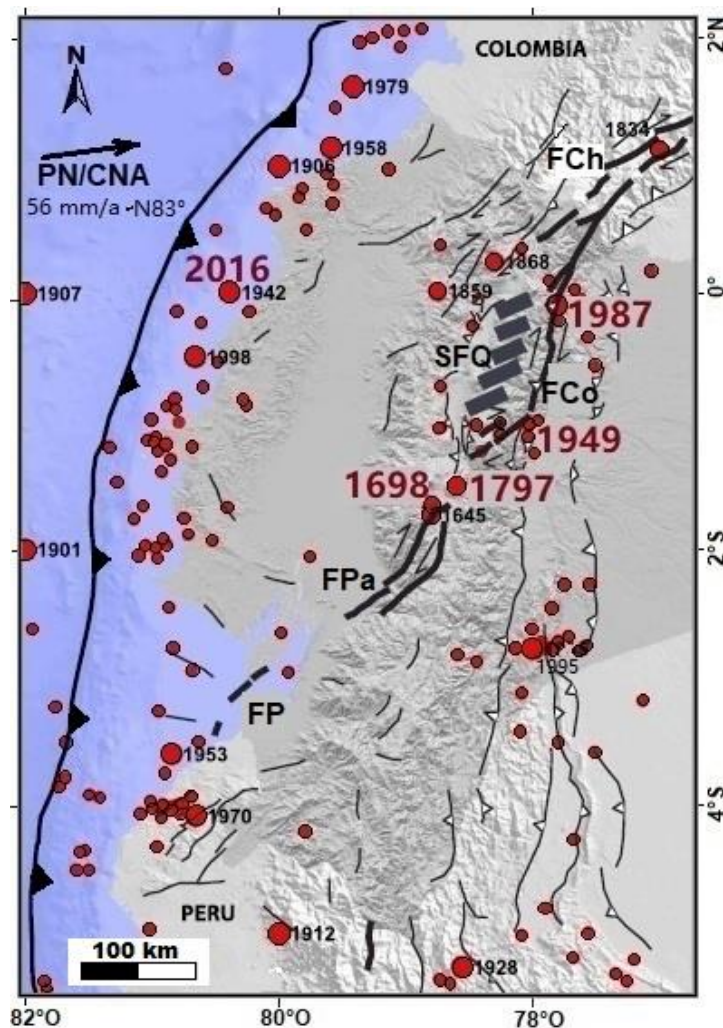 2°N
COLOMBIA
N
1979
1834
1958
FCh
1906
PN/CNA
56 mm/a -N83°
2016
1868
1907
1942
1859
0°
1987
SFQ
1998
FCo
1949
1698
1797
1645
1901
2°S
FPa
1995
FP
1953
4°S
1970
PERU
1912
100 km
1928
82°O
80°O
78°O